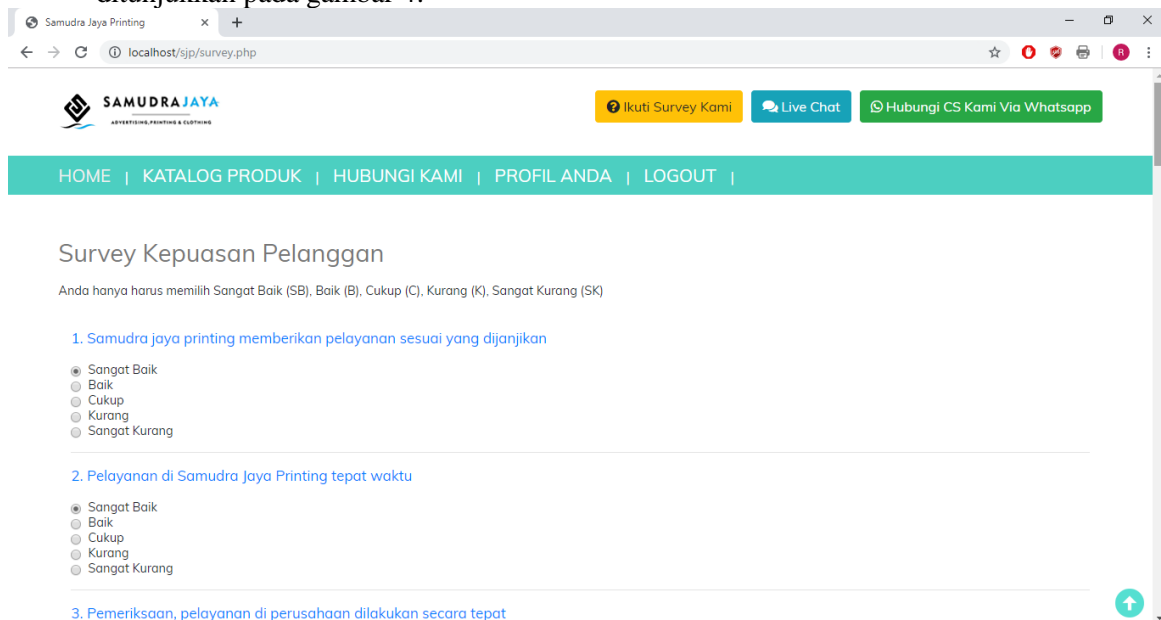 ditunjukkan pada gambar 4.
Samudra Jaya Printing
localhost/sjp/survey.php
R
SAMUDRAJAYA
ADVERTISING,PRINTING & CLOTHING
Ikuti Survey Kami
Live Chat
Hubungi CS Kami Via Whatsapp
HOME | KATALOG PRODUK | HUBUNGI KAMI | PROFIL ANDA | LOGOUT |
Survey Kepuasan Pelanggan
Anda hanya harus memilih Sangat Baik (SB), Baik (B), Cukup (C), Kurang (K), Sangat Kurang (SK)
1. Samudra jaya printing memberikan pelayanan sesuai yang dijanjikan
Sangat Baik
Baik
Cukup
Kurang
Sangat Kurang
2. Pelayanan di Samudra Jaya Printing tepat waktu
Sangat Baik
Baik
Cukup
Kurang
Sangat Kurang
3. Pemeriksaan, pelayanan di perusahaan dilakukan secara tepat